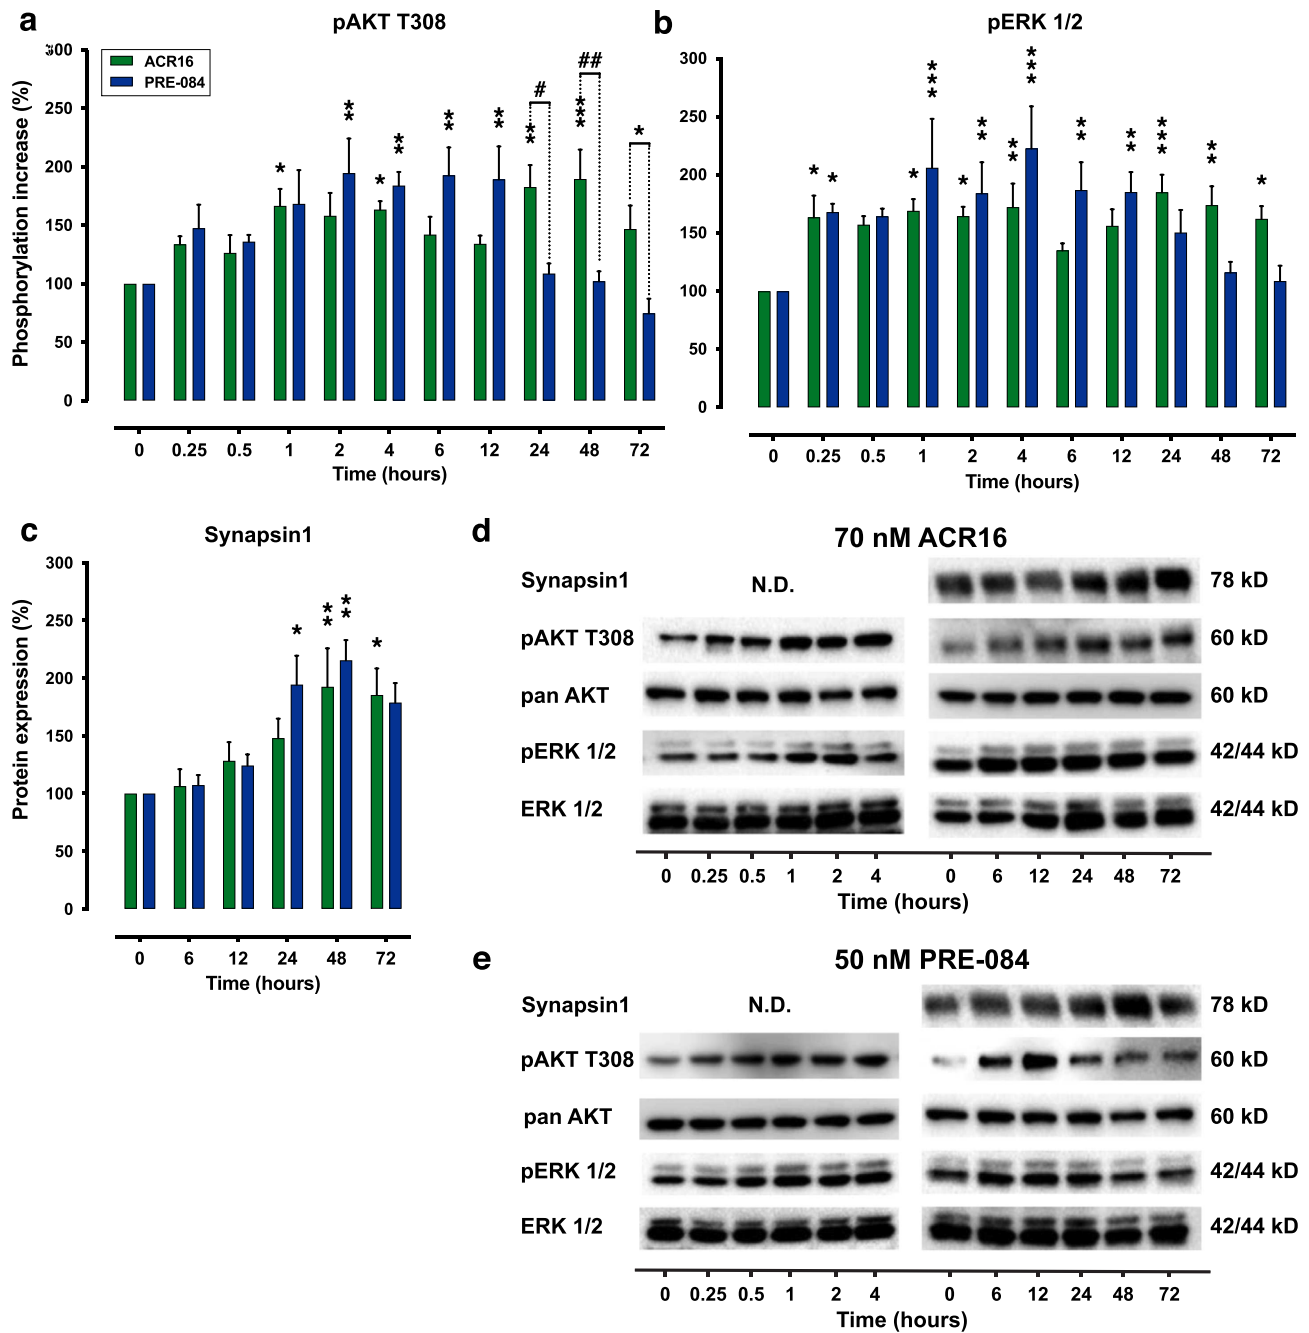 a
pAKT T308
Phosphorylation increase (%)
300
250
200
150
100
50
0
ACR16
PRE-084
*
**
*
**
**
**
**
#
***
##
*
0 0.25 0.5 1 2 4 6 12 24 48 72
Time (hours)
b
pERK 1/2
300
250
200
150
100
50
0
*
*
*
***
*
**
**
***
**
**
***
**
*
0 0.25 0.5 1 2 4 6 12 24 48 72
Time (hours)
c
Synapsin1
Protein expression (%)
300
250
200
150
100
50
0
*
**
**
*
0 6 12 24 48 72
Time (hours)
d
70 nM ACR16
Synapsin1 N.D. 78 kD
pAKT T308 60 kD
pan AKT 60 kD
pERK 1/2 42/44 kD
ERK 1/2 42/44 kD
0 0.25 0.5 1 2 4 0 6 12 24 48 72
Time (hours)
e
50 nM PRE-084
Synapsin1 N.D. 78 kD
pAKT T308 60 kD
pan AKT 60 kD
pERK 1/2 42/44 kD
ERK 1/2 42/44 kD
0 0.25 0.5 1 2 4 0 6 12 24 48 72
Time (hours)